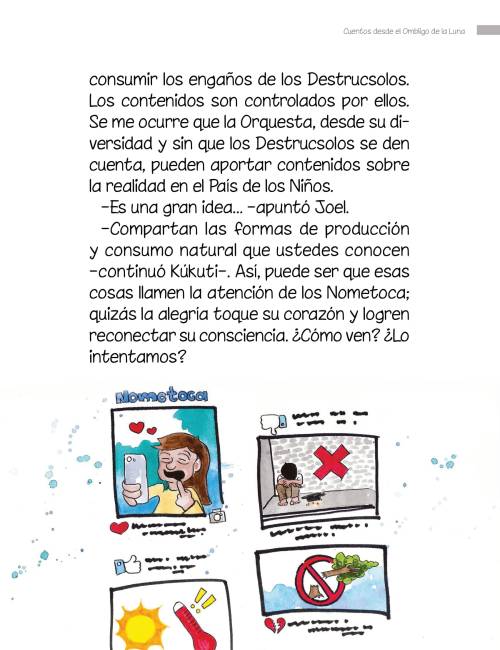 Cuentos desde el Ombligo de la Luna
consumir los engaños de los Destrucsolos.
Los contenidos son controlados por ellos.
Se me ocurre que la Orquesta, desde su di-
versidad y sin que los Destrucsolos se den
cuenta, pueden aportar contenidos sobre
la realidad en el País de los Niños.
–Es una gran idea... –apuntó Joel.
–Compartan las formas de producción
y consumo natural que ustedes conocen
–continuó Kúkuti–. Así, puede ser que esas
cosas llamen la atención de los Nometoca;
quizás la alegria toque su corazón y logren
reconectar su consciencia. ¿Cómo ven? ¿Lo
intentamos?
Nometoca